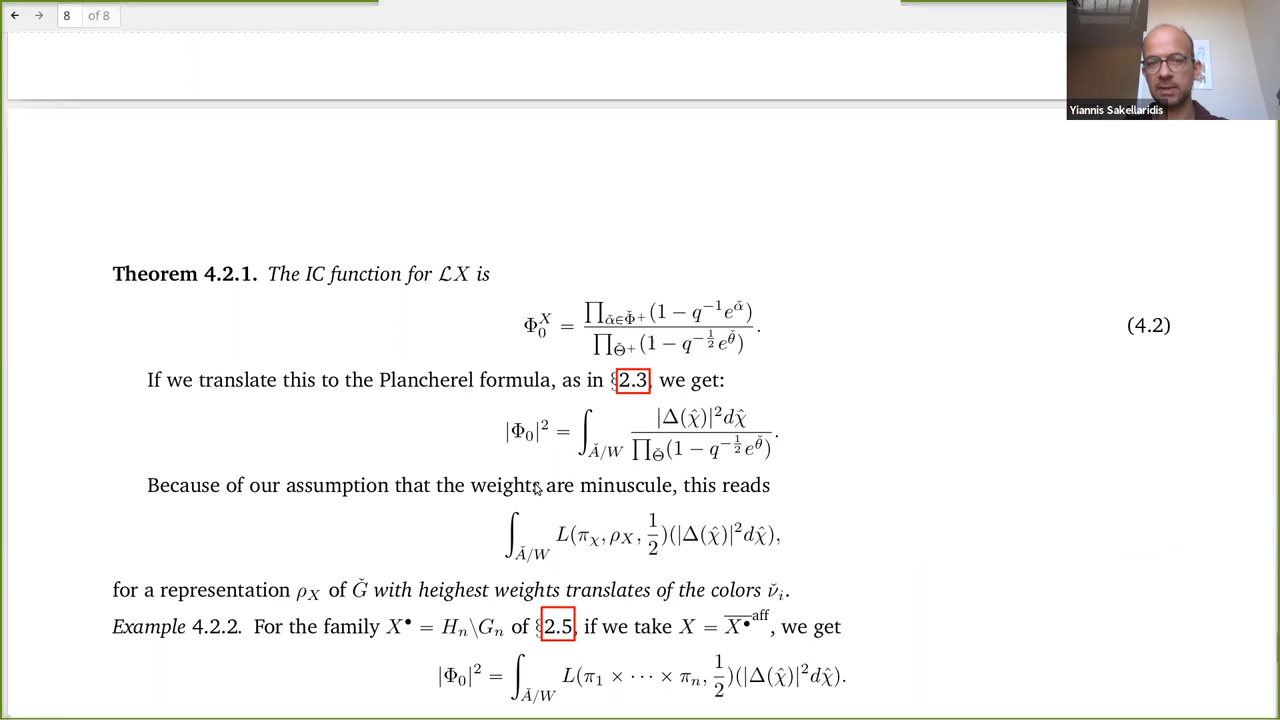 8 of 8
Yiannis Sakellaridis
Theorem 4.2.1. The IC function for ℒX is
Φ₀^X = ∏_{α̌∈Φ̌⁺}(1 − q⁻¹e^{α̌}) / ∏_{Θ̌⁺}(1 − q^{−1/2}e^{θ̌}). (4.2)
If we translate this to the Plancherel formula, as in §2.3, we get:
|Φ₀|² = ∫_{Ǎ/W} |Δ(χ̂)|²dχ̂ / ∏_{Θ̌}(1 − q^{−1/2}e^{θ̌}).
Because of our assumption that the weights are minuscule, this reads
∫_{Ǎ/W} L(π_χ, ρ_X, 1/2)(|Δ(χ̂)|²dχ̂),
for a representation ρ_X of Ǧ with heighest weights translates of the colors ν̌ᵢ.
Example 4.2.2. For the family X^• = Hₙ\Gₙ of §2.5, if we take X = \overline{X^•}^{aff}, we get
|Φ₀|² = ∫_{Ǎ/W} L(π₁ × ⋯ × πₙ, 1/2)(|Δ(χ̂)|²dχ̂).